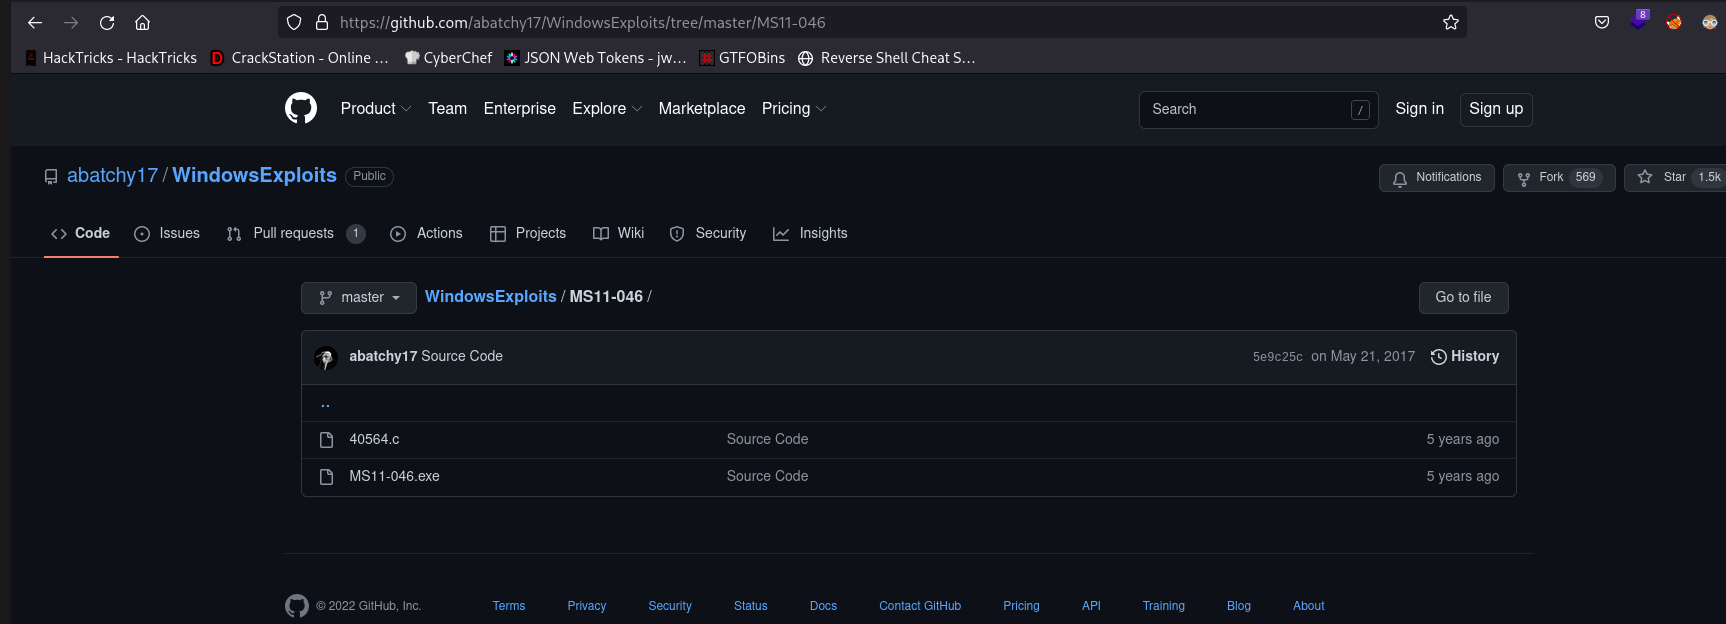 https://github.com/abatchy17/WindowsExploits/tree/master/MS11-046
8
HackTricks - HackTricks CrackStation - Online … CyberChef JSON Web Tokens - jw… GTFOBins Reverse Shell Cheat S…
Product Team Enterprise Explore Marketplace Pricing Search / Sign in Sign up
abatchy17 / WindowsExploits Public Notifications Fork 569 Star 1.5k
Code Issues Pull requests 1 Actions Projects Wiki Security Insights
master WindowsExploits / MS11-046 / Go to file
abatchy17 Source Code 5e9c25c on May 21, 2017 History
..
40564.c Source Code 5 years ago
MS11-046.exe Source Code 5 years ago
© 2022 GitHub, Inc. Terms Privacy Security Status Docs Contact GitHub Pricing API Training Blog About